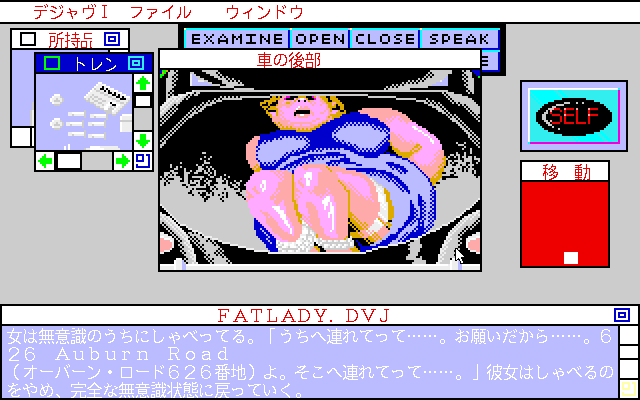 デジャヴⅠ ファイル ウィンドウ
所持品
トレン
EXAMINE OPEN CLOSE SPEAK
E
車の後部
SELF
移動
FATLADY.DVJ
女は無意識のうちにしゃべってる。「うちへ連れてって……。お願いだから……。6
26 Auburn Road
(オーバーン・ロード626番地)よ。そこへ連れてって……。」彼女はしゃべるの
をやめ、完全な無意識状態に戻っていく。